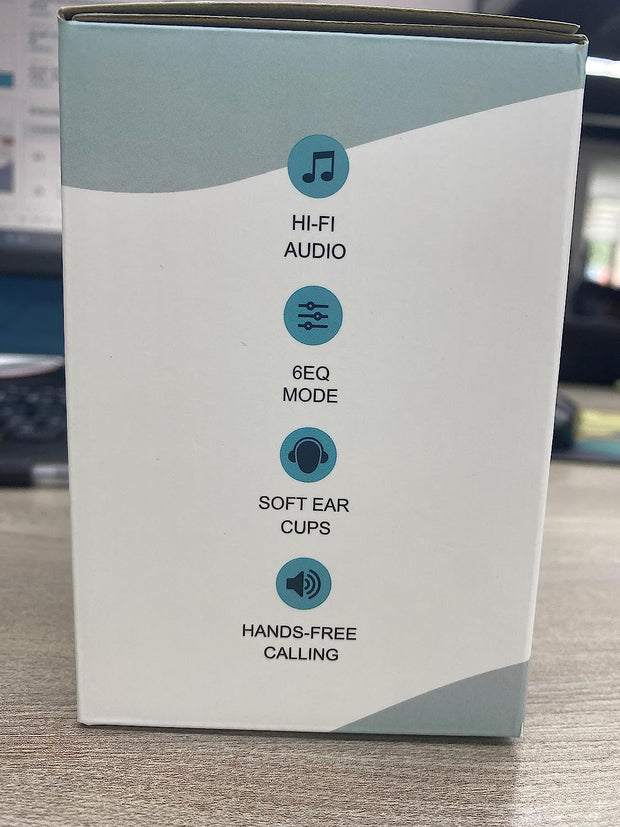 HI-FI
AUDIO
6EQ
MODE
SOFT EAR
CUPS
HANDS-FREE
CALLING